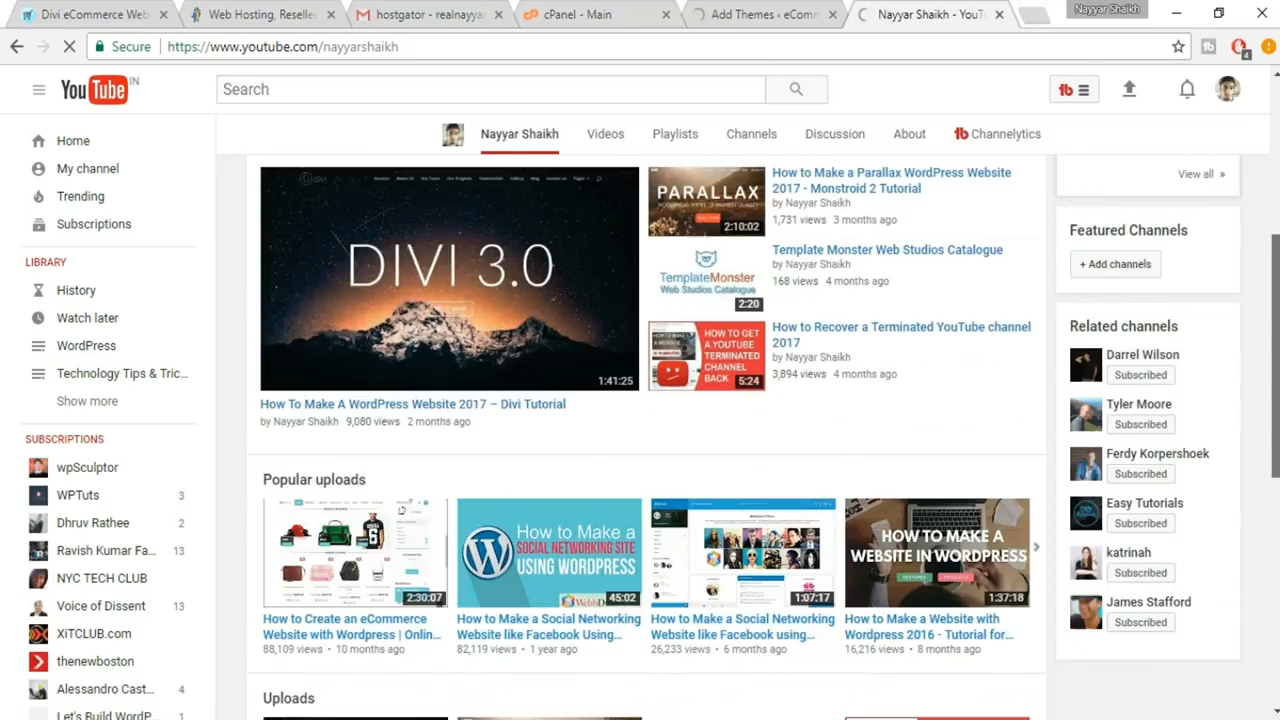 Divi eCommerce Web
Web Hosting, Reselle
hostgator - realnayya
cPanel - Main
Add Themes ‹ eComm
Nayyar Shaikh - YouT
Nayyar Shaikh
Secure
https://www.youtube.com/nayyarshaikh
4
YouTube IN
Search
Nayyar Shaikh
Videos
Playlists
Channels
Discussion
About
Channelytics
Home
My channel
Trending
Subscriptions
LIBRARY
History
Watch later
WordPress
Technology Tips & Tric...
Show more
SUBSCRIPTIONS
wpSculptor
WPTuts 3
Dhruv Rathee 2
Ravish Kumar Fa... 13
NYC TECH CLUB
Voice of Dissent 13
XiTCLUB.com
thenewboston
Alessandro Cast... 4
Let's Build WordP... 1
DIVI 3.0
1:41:25
How To Make A WordPress Website 2017 – Divi Tutorial
by Nayyar Shaikh 9,080 views 2 months ago
PARALLAX
2:10:02
How to Make a Parallax WordPress Website
2017 - Monstroid 2 Tutorial
by Nayyar Shaikh
1,731 views 3 months ago
TemplateMonster
Web Studios Catalogue
2:20
Template Monster Web Studios Catalogue
by Nayyar Shaikh
168 views 4 months ago
HOW TO GET
A YOUTUBE
TERMINATED
CHANNEL
BACK
5:24
How to Recover a Terminated YouTube channel
2017
by Nayyar Shaikh
3,894 views 4 months ago
Popular uploads
2:30:07
How to Create an eCommerce
Website with Wordpress | Onlin...
88,109 views • 10 months ago
How to Make a
SOCIAL NETWORKING SITE
USING WORDPRESS
45:02
How to Make a Social Networking
Website like Facebook Using...
82,119 views • 1 year ago
1:07:17
How to Make a Social Networking
Website like Facebook using...
26,233 views • 6 months ago
HOW TO MAKE A
WEBSITE IN WORDPRESS
1:37:18
How to Make a Website with
Wordpress 2016 - Tutorial for...
16,216 views • 8 months ago
Uploads
View all »
Featured Channels
+ Add channels
Related channels
Darrel Wilson
Subscribed
Tyler Moore
Subscribed
Ferdy Korpershoek
Subscribed
Easy Tutorials
Subscribed
katrinah
Subscribed
James Stafford
Subscribed